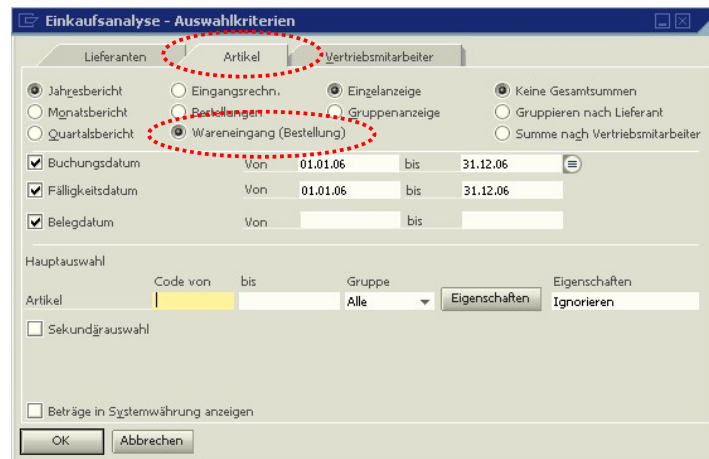 Einkaufsanalyse - Auswahlkriterien
Lieferanten Artikel Vertriebsmitarbeiter
Jahresbericht Eingangsrechn. Einzelanzeige Keine Gesamtsummen
Monatsbericht Bestellungen Gruppenanzeige Gruppieren nach Lieferant
Quartalsbericht Wareneingang (Bestellung) Summe nach Vertriebsmitarbeiter
Buchungsdatum Von 01.01.06 bis 31.12.06
Fälligkeitsdatum Von 01.01.06 bis 31.12.06
Belegdatum Von bis
Hauptauswahl
Code von bis Gruppe Eigenschaften
Artikel Alle Eigenschaften Ignorieren
Sekundärauswahl
Beträge in Systemwährung anzeigen
OK Abbrechen